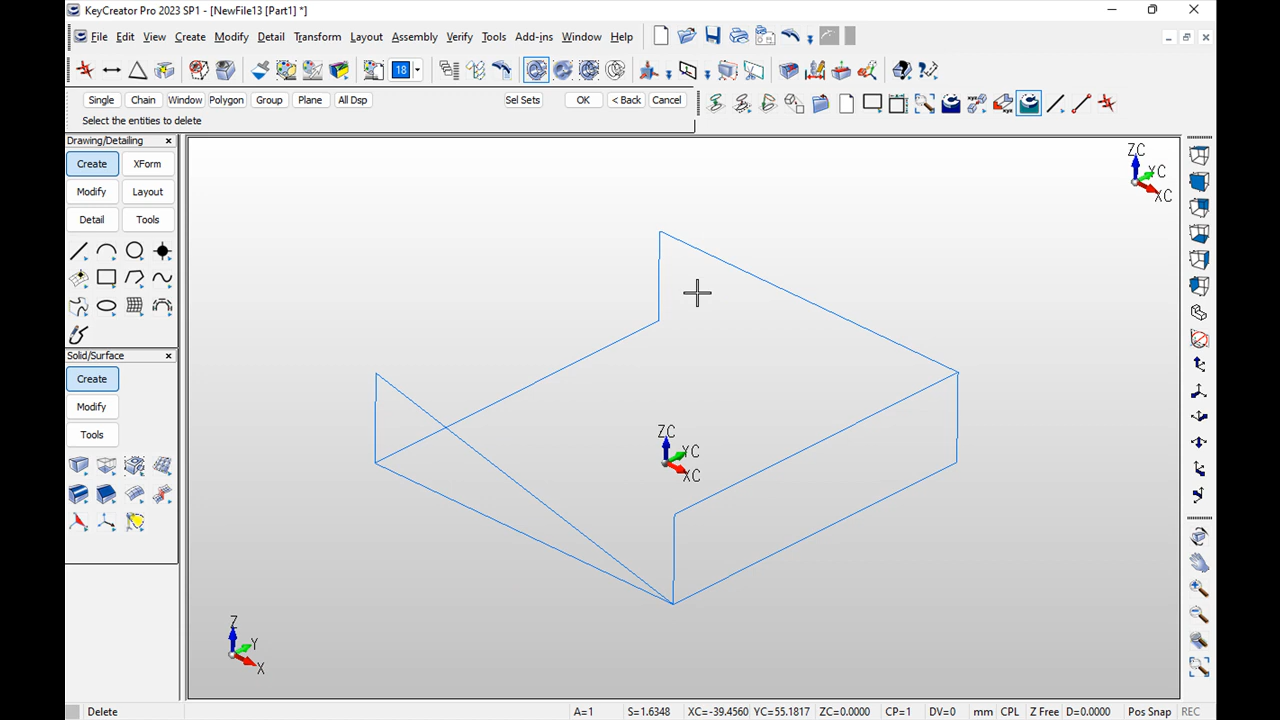 KeyCreator Pro 2023 SP1 - [NewFile13 [Part1] *]
File Edit View Create Modify Detail Transform Layout Assembly Verify Tools Add-ins Window Help
18
Single Chain Window Polygon Group Plane All Dsp Sel Sets OK < Back Cancel
Select the entities to delete
Drawing/Detailing
Create XForm
Modify Layout
Detail Tools
Solid/Surface
Create
Modify
Tools
ZC
YC
XC
ZC
YC
XC
Z
Y
X
Delete A=1 S=1.6348 XC=-39.4560 YC=55.1817 ZC=0.0000 CP=1 DV=0 mm CPL Z Free D=0.0000 Pos Snap REC